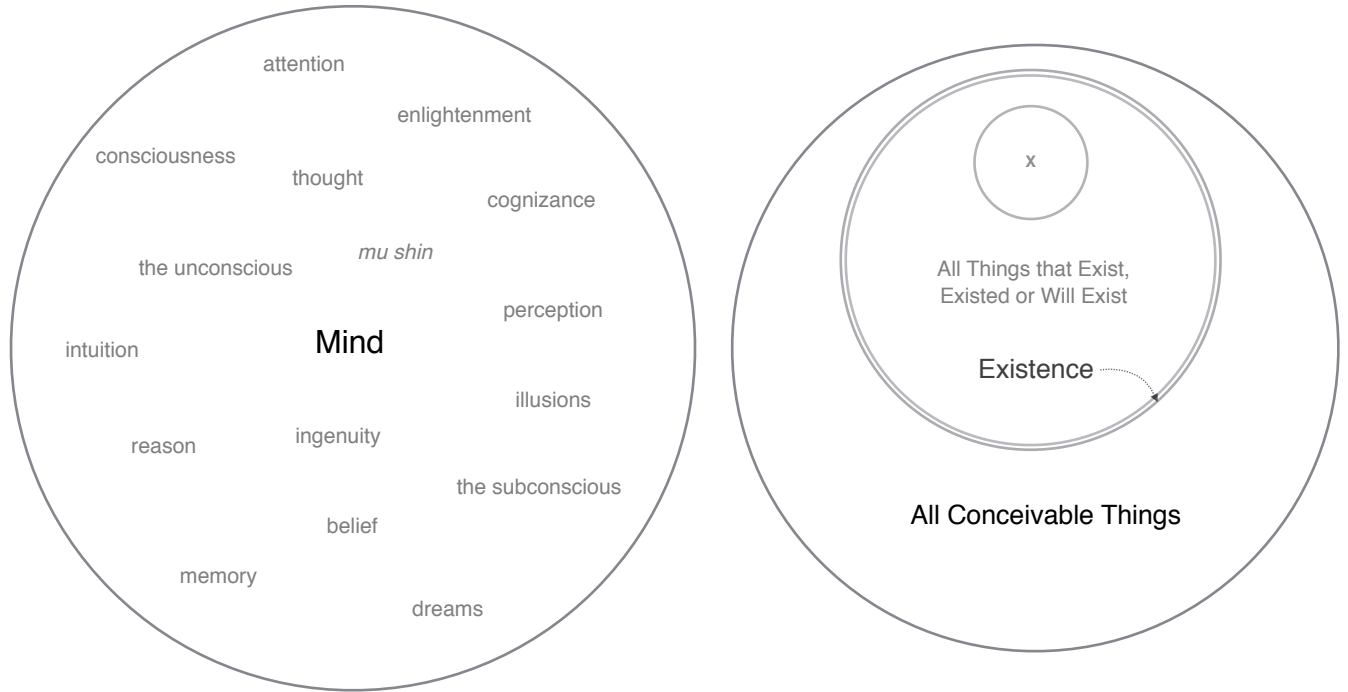 attention
enlightenment
consciousness
thought
cognizance
mu shin
the unconscious
perception
Mind
intuition
illusions
ingenuity
reason
the subconscious
belief
memory
dreams
x
All Things that Exist,
Existed or Will Exist
Existence
All Conceivable Things